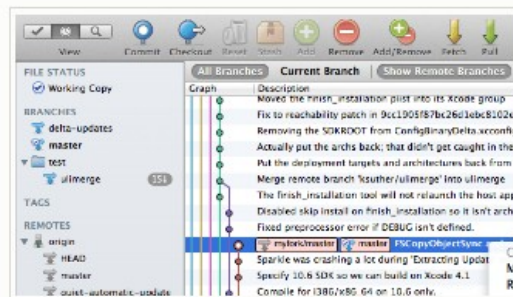 View Commit Checkout Reset Stash Add Remove Add/Remove Fetch Pull
All Branches Current Branch Show Remote Branches
FILE STATUS
Working Copy
BRANCHES
delta-updates
master
test
ullmerge 351
TAGS
REMOTES
origin
HEAD
master
quiet-automatic-update
Graph Description
Moved the finish_installation plist into its Xcode group
Fix to reachability patch in
Removing the SDKROOT from ConfigBinaryDelta.xcconfi
Actually put the archs back; that didn't get caught in the
Put the deployment targets and architectures back from
Merge remote branch 'ksuther/ullmerge' into ullmerge
The finish_installation tool will not relaunch the host app
Disabled skip install on finish_installation so it isn't arch
Fixed preprocessor error if DEBUG isn't defined.
myfork/master master FSCopyObjectSync
Sparkle was crashing a lot during 'Extracting Updat
Specify 10.5 SDK so we can build on Xcode 4.1
Compile for i386/x86_64 on 10.6 only.
C
M
R